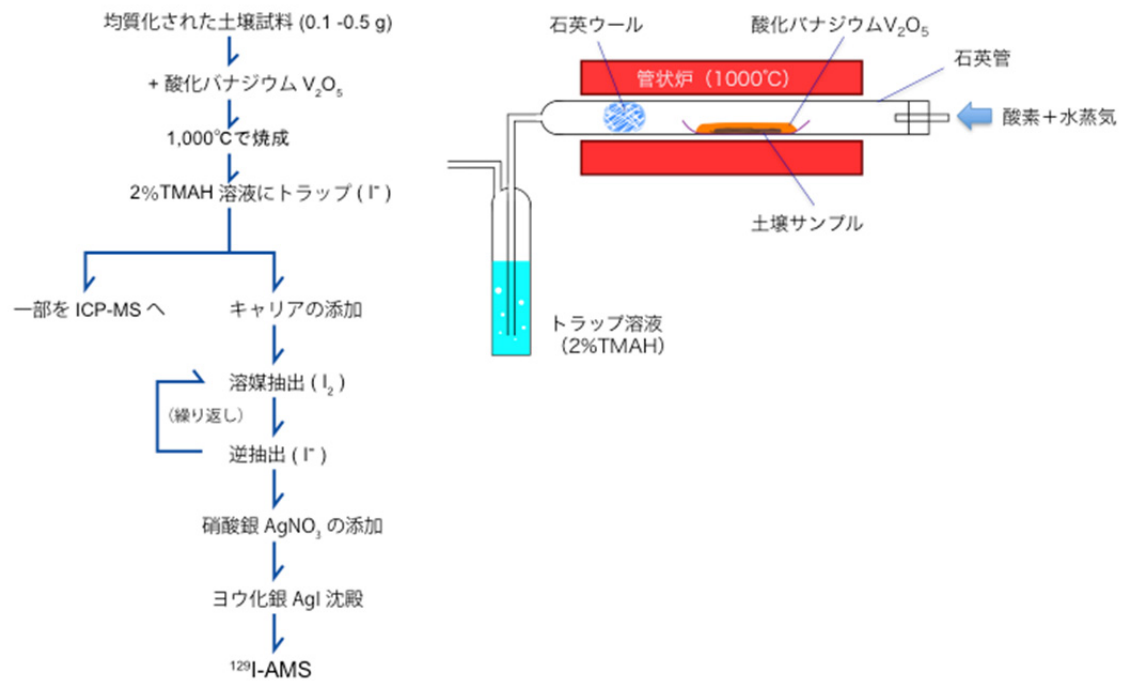 均質化された土壌試料 (0.1 -0.5 g)
+ 酸化バナジウム V₂O₅
1,000℃で焼成
2%TMAH 溶液にトラップ ( I⁻ )
一部を ICP-MS へ
キャリアの添加
溶媒抽出 ( I₂ )
（繰り返し）
逆抽出 ( I⁻ )
硝酸銀 AgNO₃ の添加
ヨウ化銀 AgI 沈殿
¹²⁹I-AMS
石英ウール
酸化バナジウムV₂O₅
石英管
管状炉（1000℃）
酸素＋水蒸気
土壌サンプル
トラップ溶液
（2%TMAH）